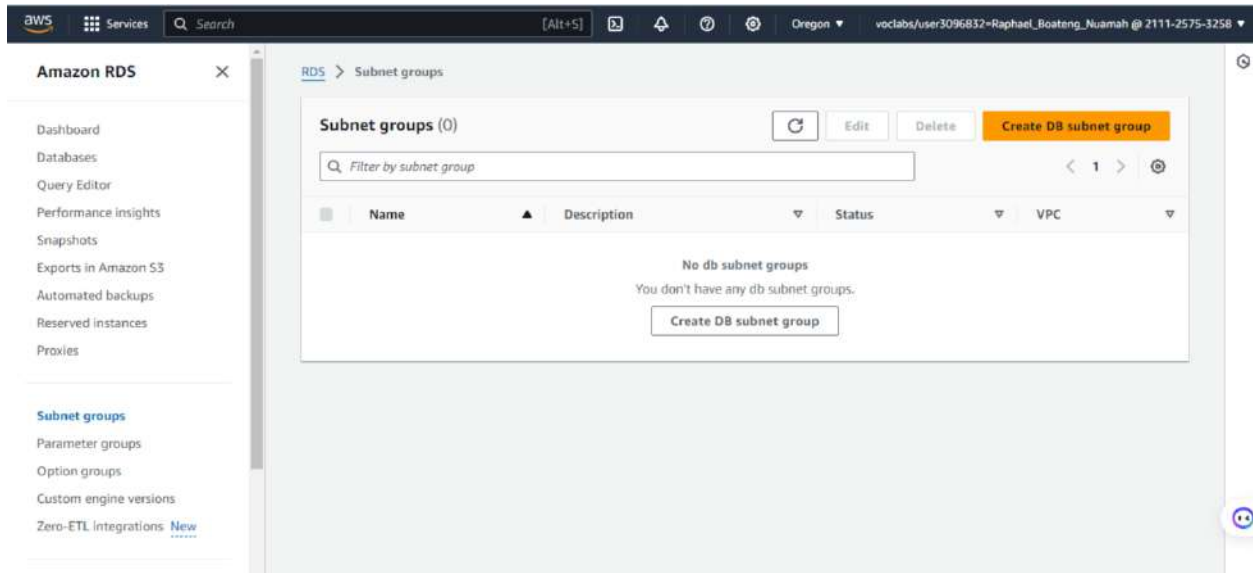 aws Services Search [Alt+S] Oregon ▼ voclabs/user3096832=Raphael_Boateng_Nuamah @ 2111-2575-3258 ▼
Amazon RDS
Dashboard
Databases
Query Editor
Performance insights
Snapshots
Exports in Amazon S3
Automated backups
Reserved instances
Proxies
Subnet groups
Parameter groups
Option groups
Custom engine versions
Zero-ETL integrations New
RDS > Subnet groups
Subnet groups (0) Edit Delete Create DB subnet group
Filter by subnet group < 1 >
Name Description Status VPC
No db subnet groups
You don't have any db subnet groups.
Create DB subnet group